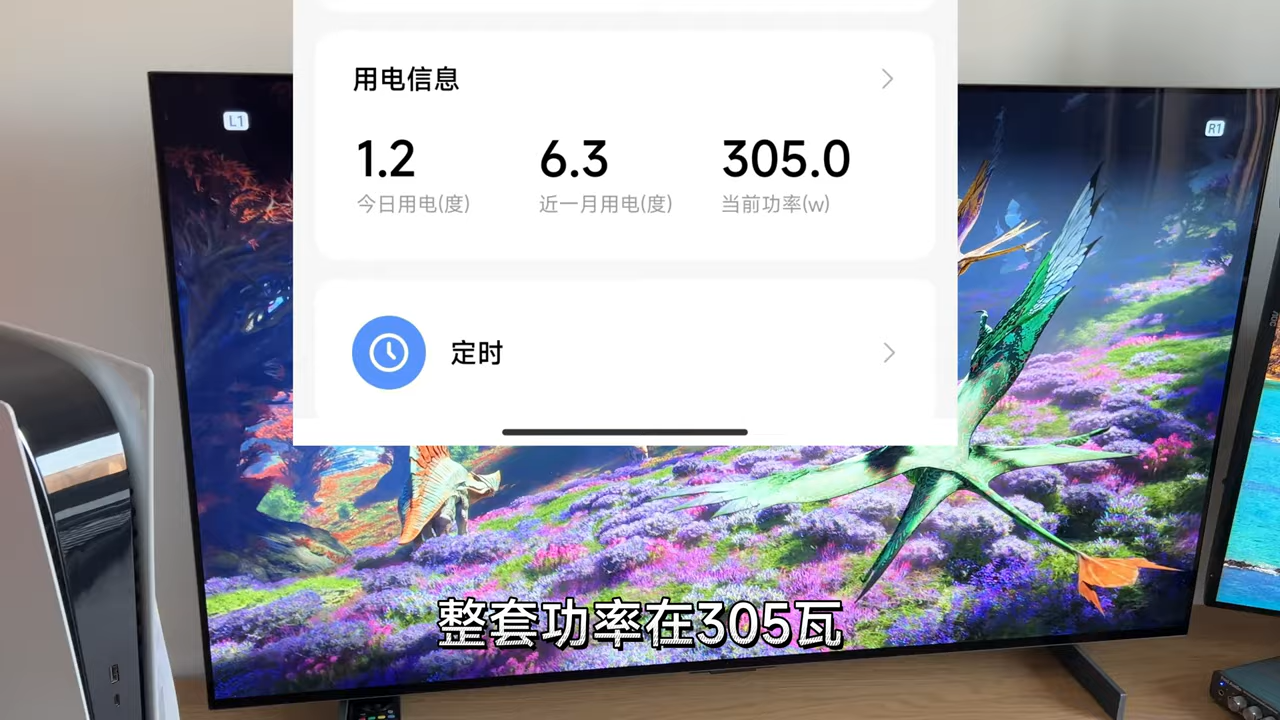 用电信息
1.2 6.3 305.0
今日用电(度) 近一月用电(度) 当前功率(w)
L1
R1
定时
整套功率在305瓦